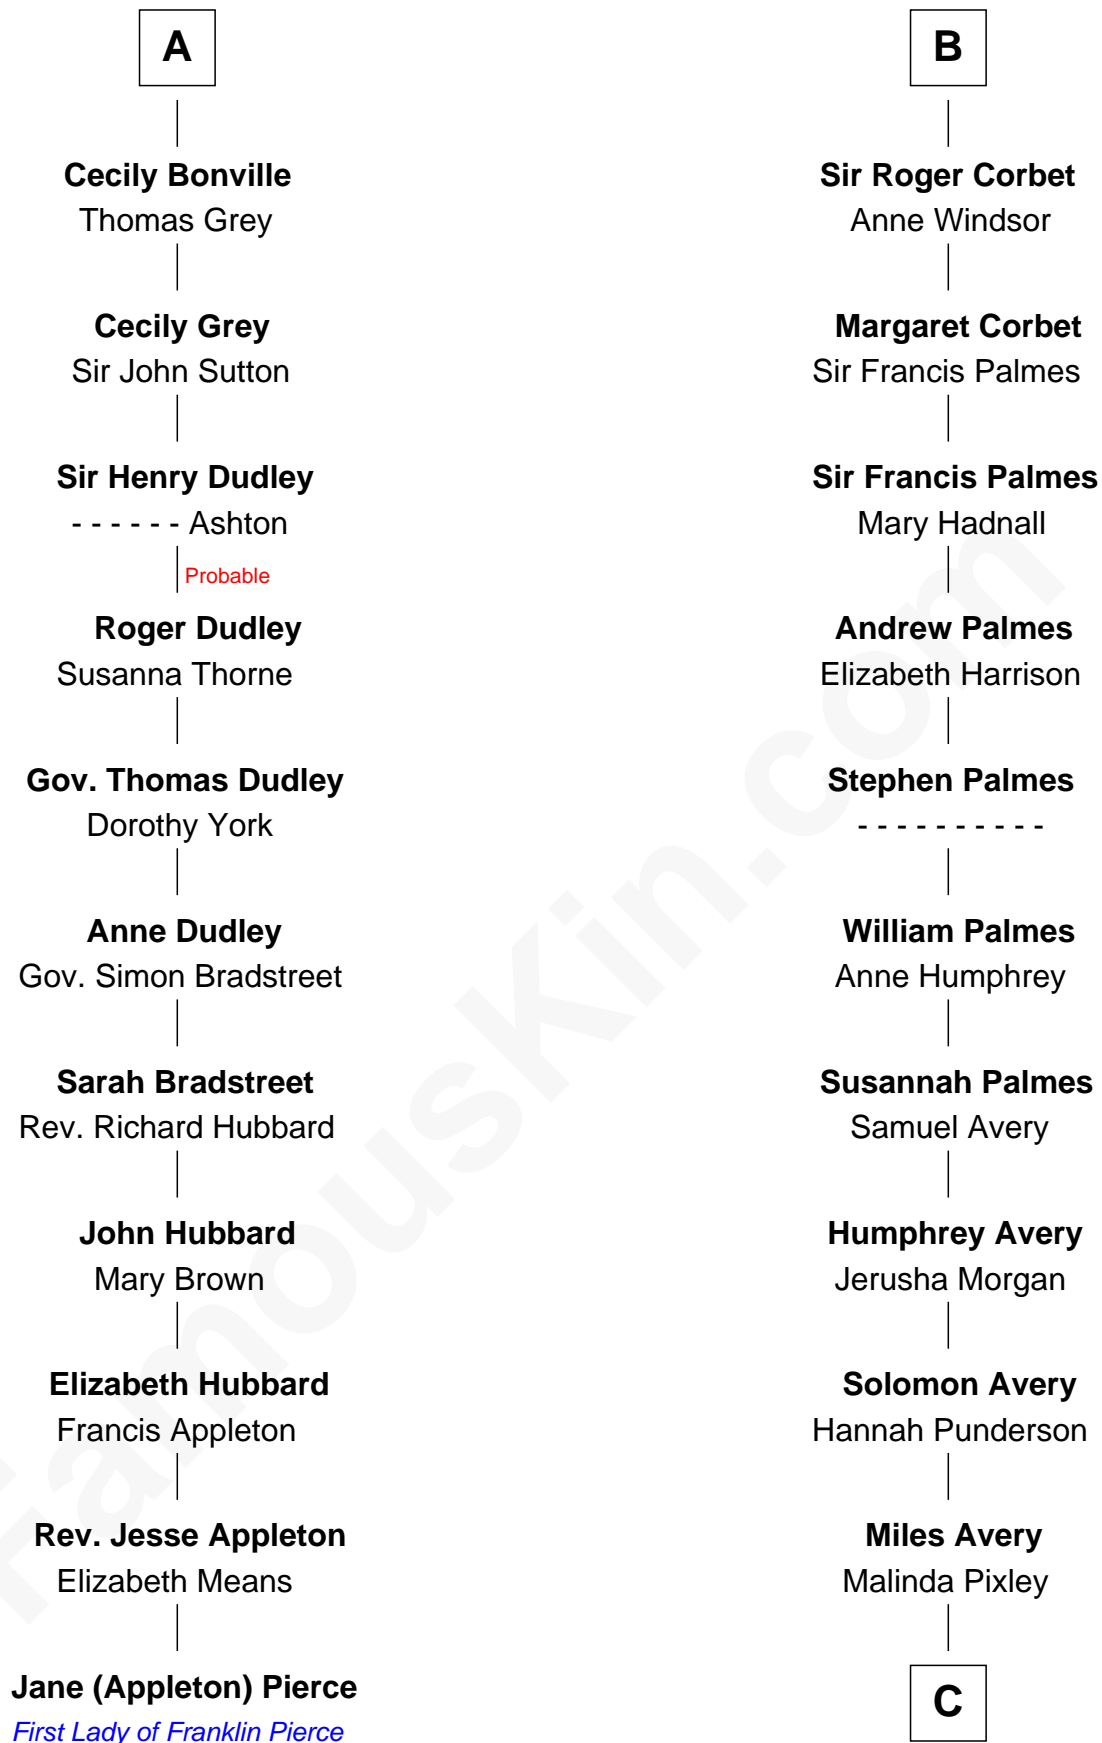 A
Cecily Bonville
Thomas Grey
Cecily Grey
Sir John Sutton
Sir Henry Dudley
- - - - - - Ashton
Probable
Roger Dudley
Susanna Thorne
Gov. Thomas Dudley
Dorothy York
Anne Dudley
Gov. Simon Bradstreet
Sarah Bradstreet
Rev. Richard Hubbard
John Hubbard
Mary Brown
Elizabeth Hubbard
Francis Appleton
Rev. Jesse Appleton
Elizabeth Means
Jane (Appleton) Pierce
First Lady of Franklin Pierce
B
Sir Roger Corbet
Anne Windsor
Margaret Corbet
Sir Francis Palmes
Sir Francis Palmes
Mary Hadnall
Andrew Palmes
Elizabeth Harrison
Stephen Palmes
- - - - - - - - - -
William Palmes
Anne Humphrey
Susannah Palmes
Samuel Avery
Humphrey Avery
Jerusha Morgan
Solomon Avery
Hannah Punderson
Miles Avery
Malinda Pixley
C
FamousKin.com